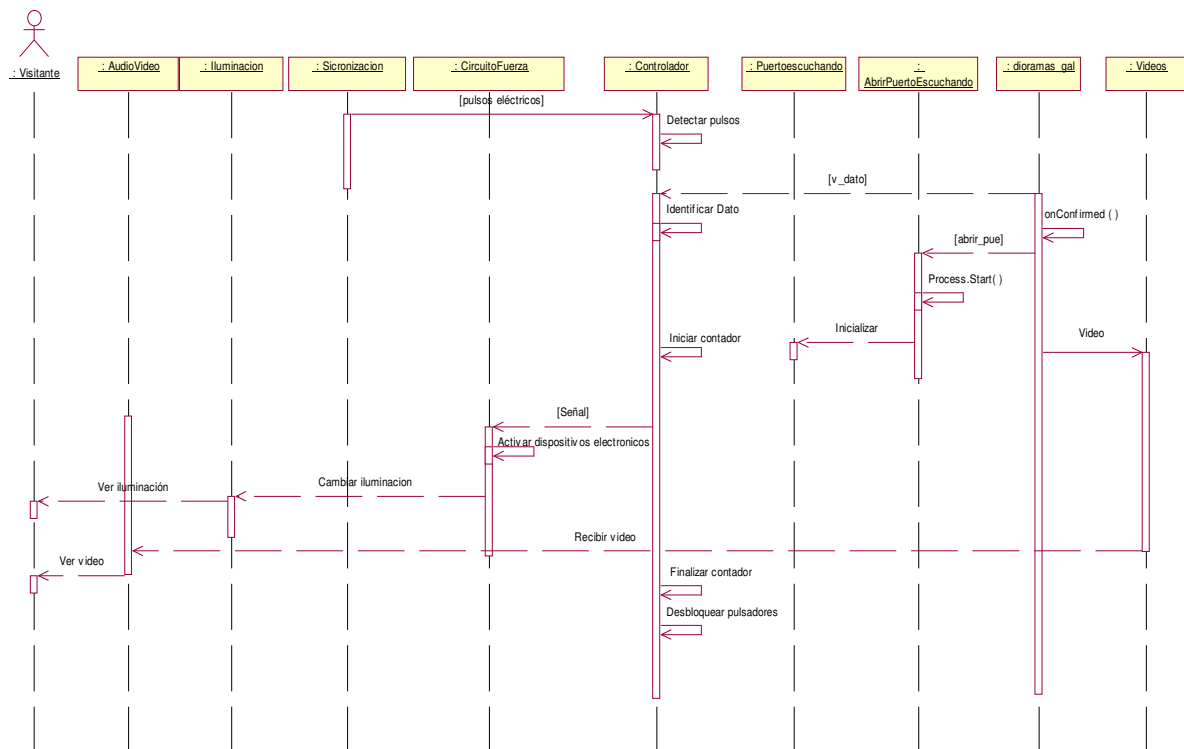 : Visitante
: AudioVideo
: Iluminacion
: Sicronizacion
: CircuitoFuerza
: Controlador
: Puertoescuchando
:
AbrirPuertoEscuchando
: dioramas_gal
: Videos
[pulsos eléctricos]
Detectar pulsos
[v_dato]
Identificar Dato
onConfirmed ( )
[abrir_pue]
Process.Start( )
Inicializar
Iniciar contador
Video
[Señal]
Activar dispositivos electronicos
Cambiar iluminacion
Ver iluminación
Recibir video
Ver video
Finalizar contador
Desbloquear pulsadores